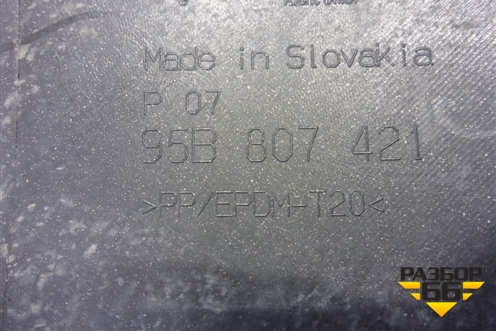 Made in Slovakia
P 07
95B 807 421
>PP/EPDM-T20<
РАЗБОР
66